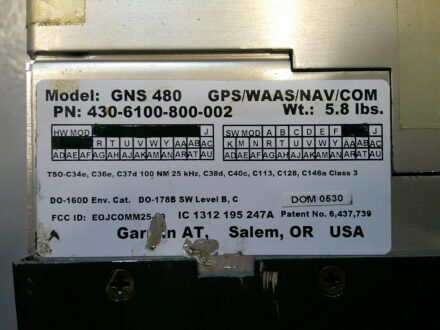 Model: GNS 480 GPS/WAAS/NAV/COM
PN: 430-6100-800-002 Wt.: 5.8 lbs.
HW MOD J SW MOD A B C D E F J
R T U V W Y AA AB AC K M N R T U V W Y AA AB AC
AD AE AF AG AH AJ AK AM AN AR AT AU AD AE AF AG AH AJ AK AM AN AR AT AU
TSO-C34e, C36e, C37d 100 NM 25 kHz, C38d, C40c, C113, C128, C146a Class 3
DO-160D Env. Cat. DO-178B SW Level B, C DOM 0530
FCC ID: IC 1312 195 247A Patent No. 6,437,739
AT, Salem, OR USA